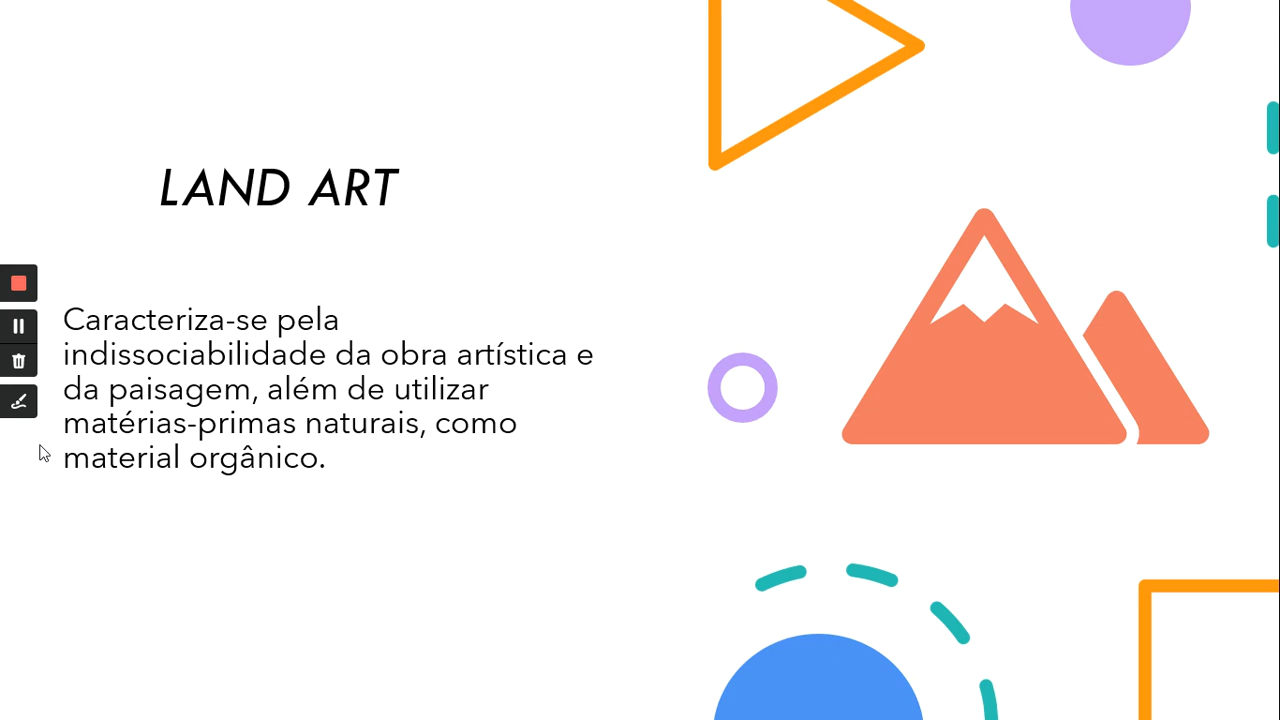 LAND ART
Caracteriza-se pela
indissociabilidade da obra artística e
da paisagem, além de utilizar
matérias-primas naturais, como
material orgânico.